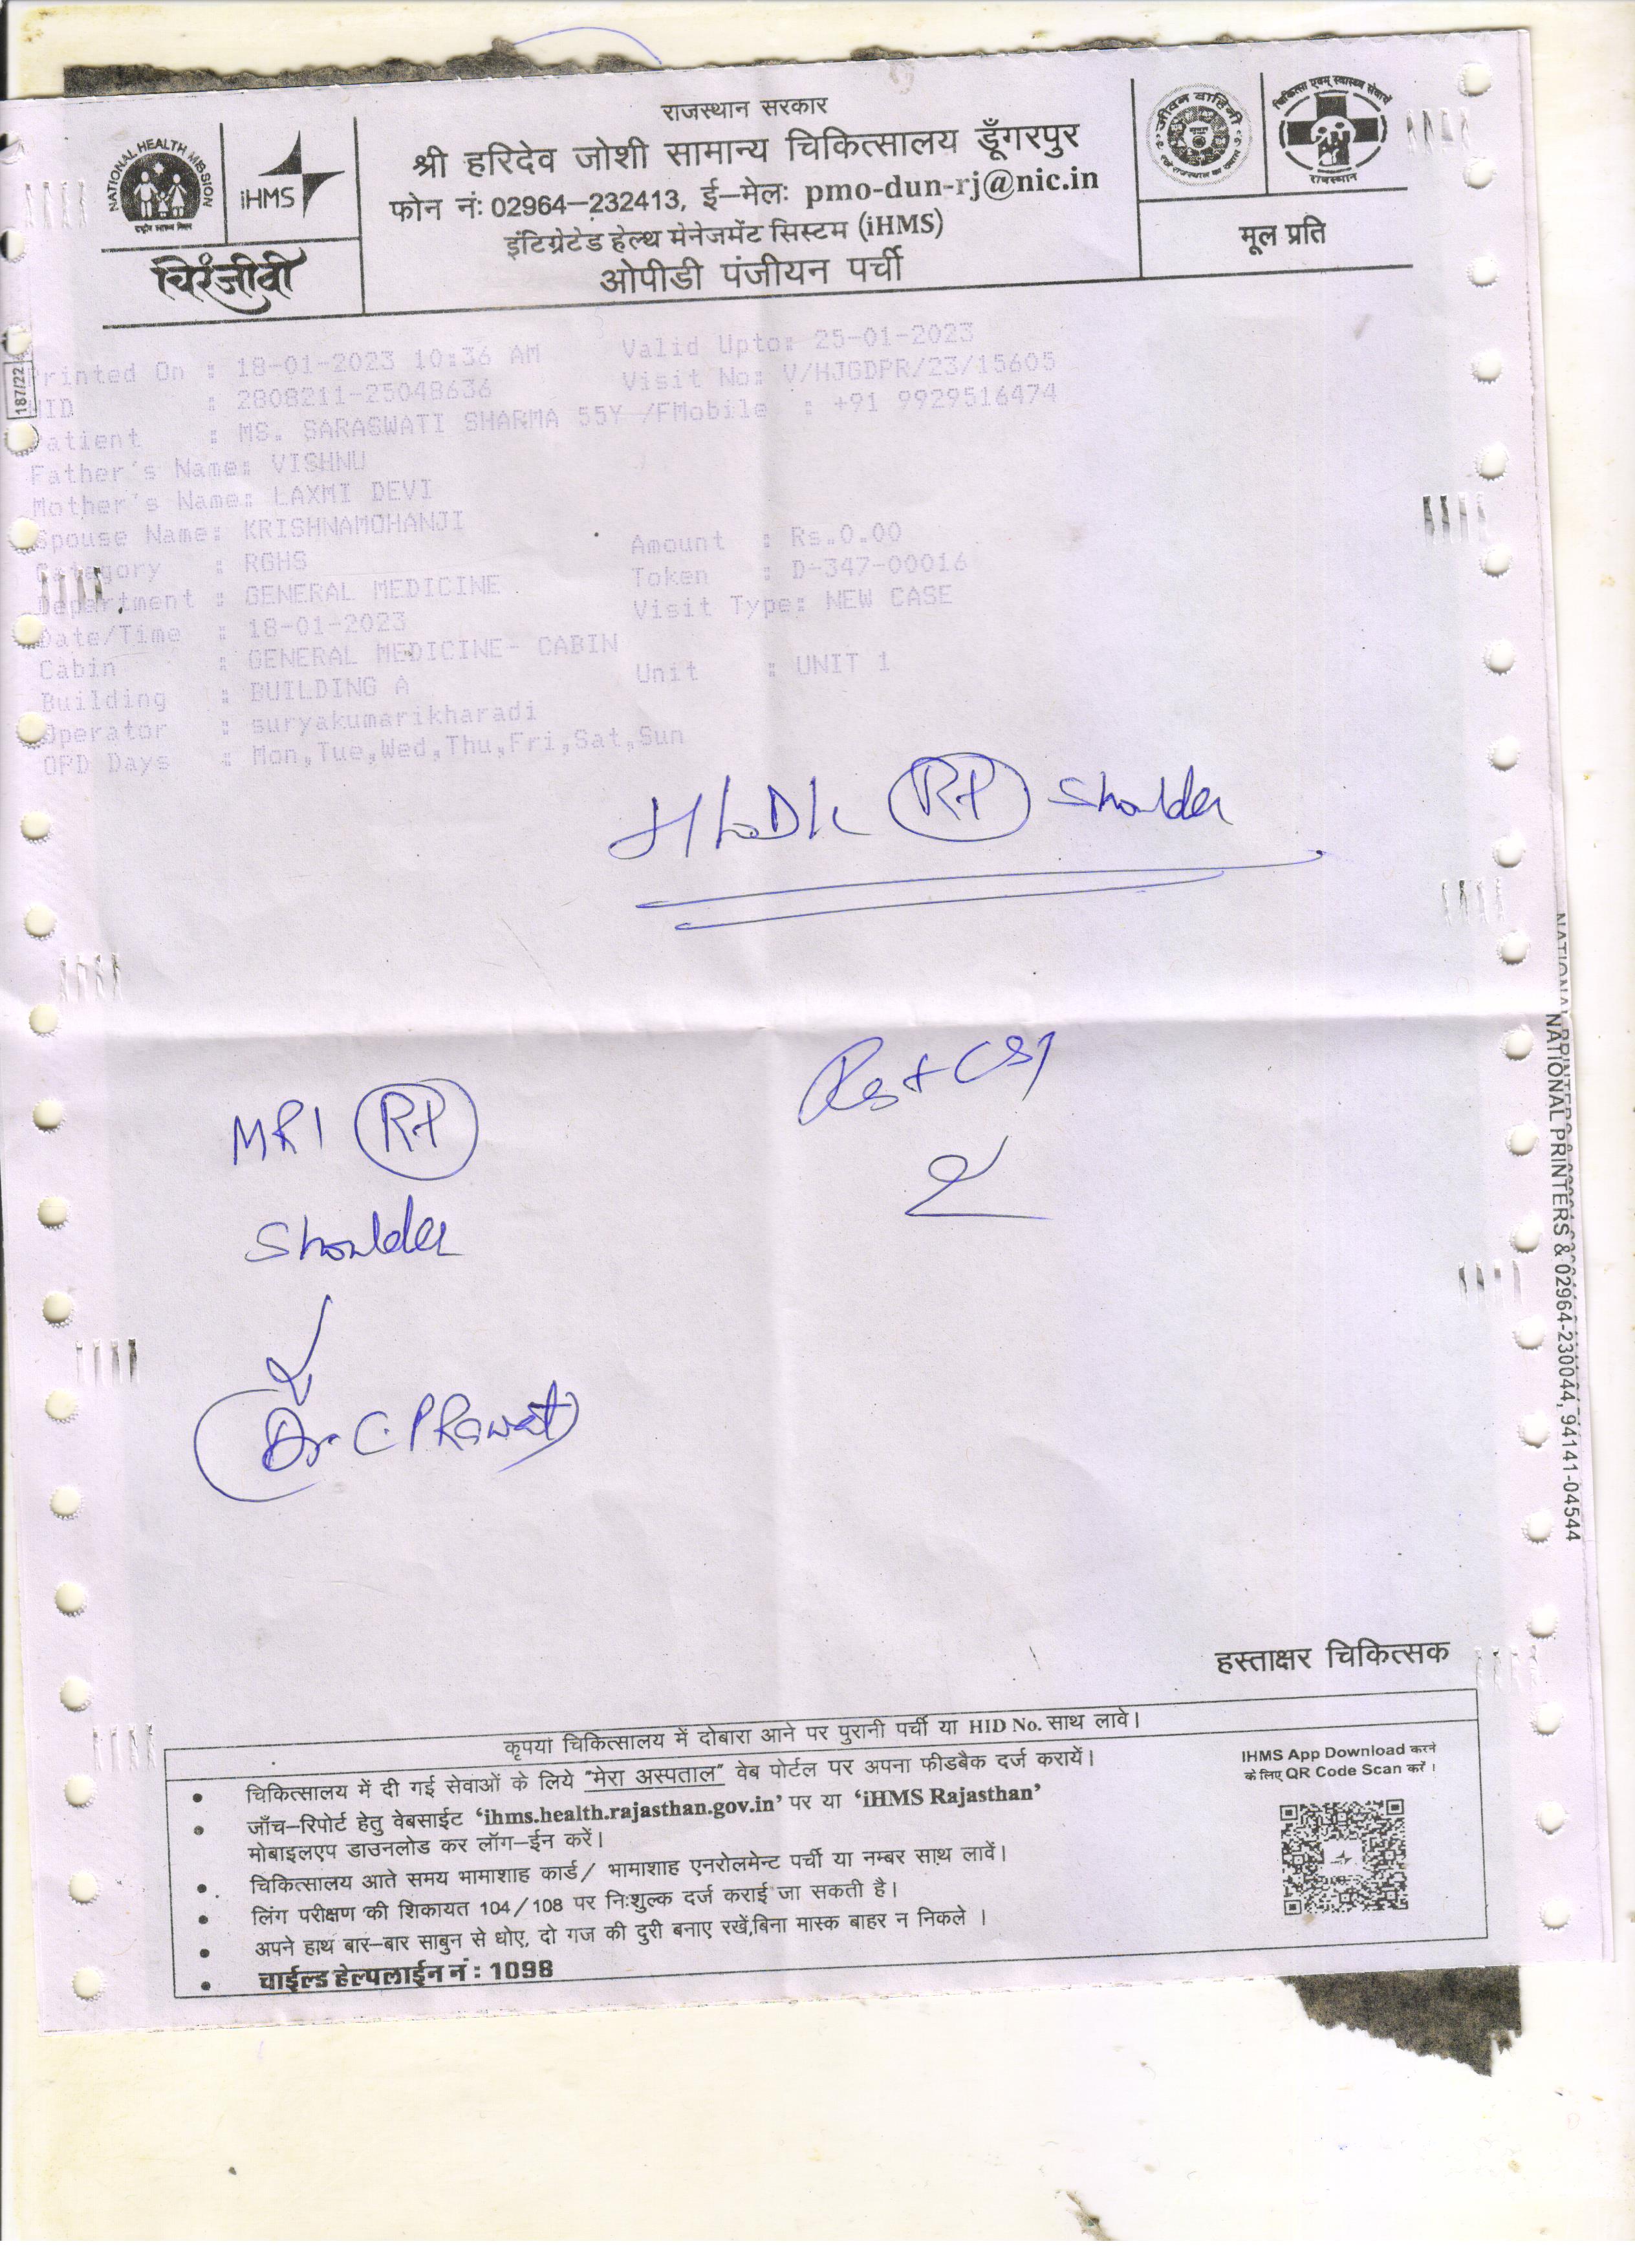 राजस्थान सरकार
श्री हरिदेव जोशी सामान्य चिकित्सालय डूँगरपुर
फोन नं: 02964–232413, ई–मेल: pmo-dun-rj@nic.in
इंटिग्रेटेड हेल्थ मेनेजमेंट सिस्टम (iHMS)
ओपीडी पंजीयन पर्ची
NATIONAL HEALTH MISSION
iHMS
चिरंजीवी
जीवन वाहिनी
चिकित्सा एवम् स्वास्थ्य सेवायें
राजस्थान
मूल प्रति
187/22
Printed On : 18-01-2023 10:36 AM Valid Upto: 25-01-2023
HID : 2808211-25048636 Visit No: V/HJGDPR/23/15605
Patient : MS. SARASWATI SHARMA 55Y /FMobile : +91 9929516474
Father's Name: VISHNU
Mother's Name: LAXMI DEVI
Spouse Name: KRISHNAMOHANJI
Category : RGHS Amount : Rs.0.00
Department : GENERAL MEDICINE Token : D-347-00016
Date/Time : 18-01-2023 Visit Type: NEW CASE
Cabin : GENERAL MEDICINE- CABIN
Building : BUILDING A Unit : UNIT 1
Operator : suryakumarikharadi
OPD Days : Mon,Tue,Wed,Thu,Fri,Sat,Sun
Rt Shoulder
MRI Rt
Shoulder
Dr. C.P Rawat
NATIONAL PRINTERS & 02964-230044, 94141-04544
हस्ताक्षर चिकित्सक
कृपया चिकित्सालय में दोबारा आने पर पुरानी पर्ची या HID No. साथ लावे।
• चिकित्सालय में दी गई सेवाओं के लिये "मेरा अस्पताल" वेब पोर्टल पर अपना फीडबैक दर्ज करायें।
• जाँच–रिपोर्ट हेतु वेबसाईट 'ihms.health.rajasthan.gov.in' पर या 'iHMS Rajasthan'
मोबाइलएप डाउनलोड कर लॉग–ईन करें।
• चिकित्सालय आते समय भामाशाह कार्ड/ भामाशाह एनरोलमेन्ट पर्ची या नम्बर साथ लावें।
• लिंग परीक्षण की शिकायत 104/108 पर निःशुल्क दर्ज कराई जा सकती है।
• अपने हाथ बार–बार साबुन से धोए, दो गज की दुरी बनाए रखें,बिना मास्क बाहर न निकले ।
• चाईल्ड हेल्पलाईन नं : 1098
IHMS App Download करने
के लिए QR Code Scan करें ।